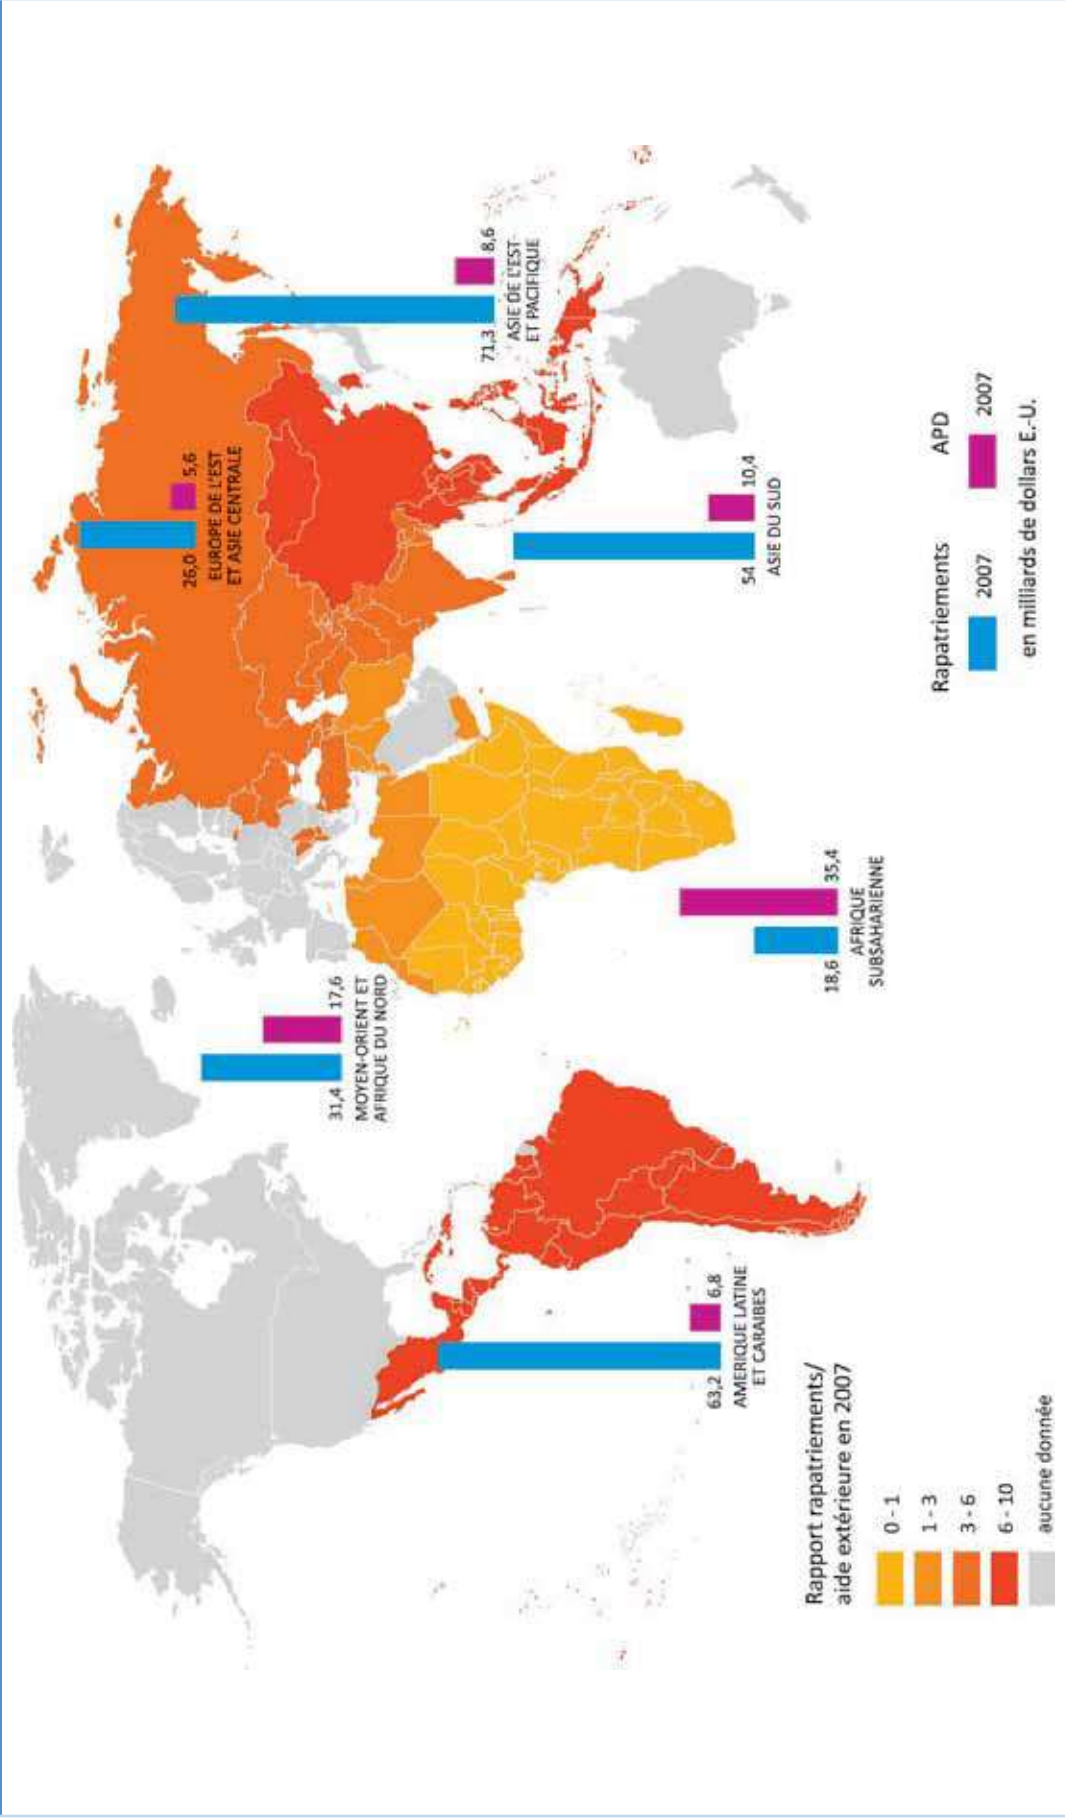 26,0 5,6
EUROPE DE L'EST
ET ASIE CENTRALE
71,3 8,6
ASIE DE L'EST-
ET PACIFIQUE
31,4 17,6
MOYEN-ORIENT ET
AFRIQUE DU NORD
63,2 6,8
AMERIQUE LATINE
ET CARAIBES
18,6 35,4
AFRIQUE
SUBSAHARIENNE
54 10,4
ASIE DU SUD
Rapport rapatriements/
aide extérieure en 2007
0 - 1
1 - 3
3 - 6
6 - 10
aucune donnée
Rapatriements APD
2007 2007
en milliards de dollars E.-U.